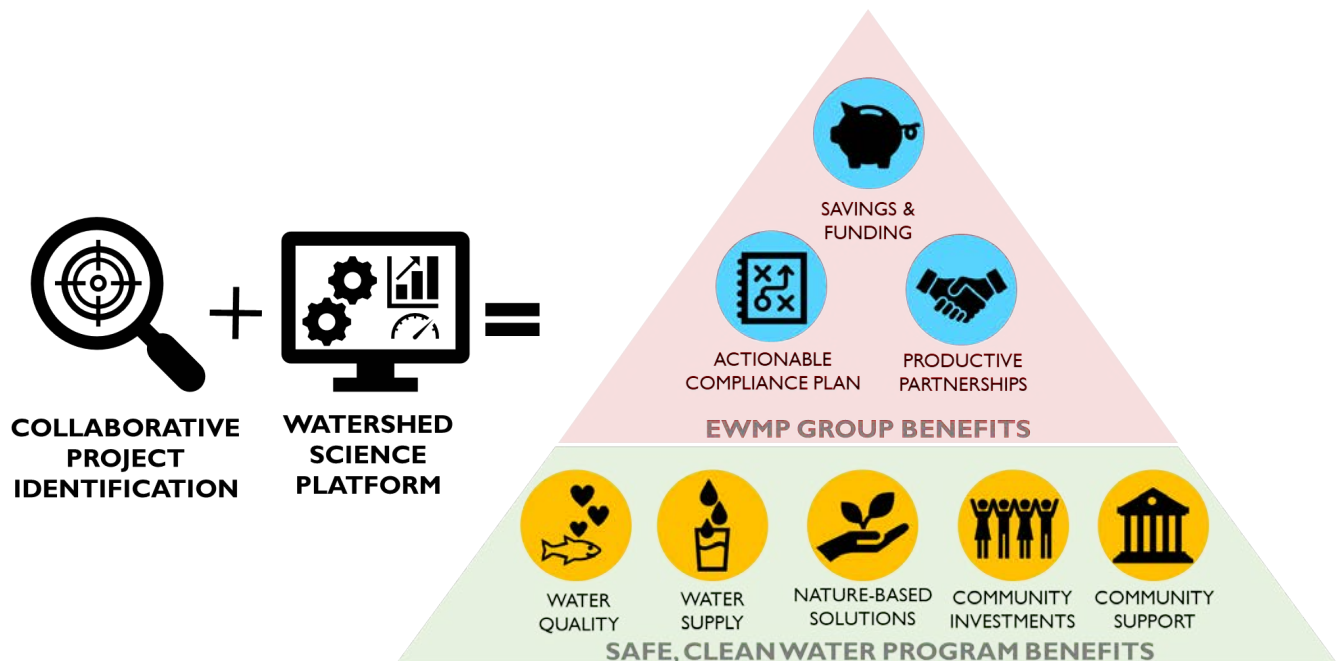 COLLABORATIVE
PROJECT
IDENTIFICATION
+
WATERSHED
SCIENCE
PLATFORM
=
SAVINGS &
FUNDING
ACTIONABLE
COMPLIANCE PLAN
PRODUCTIVE
PARTNERSHIPS
EWMP GROUP BENEFITS
WATER
QUALITY
WATER
SUPPLY
NATURE-BASED
SOLUTIONS
COMMUNITY
INVESTMENTS
COMMUNITY
SUPPORT
SAFE, CLEAN WATER PROGRAM BENEFITS